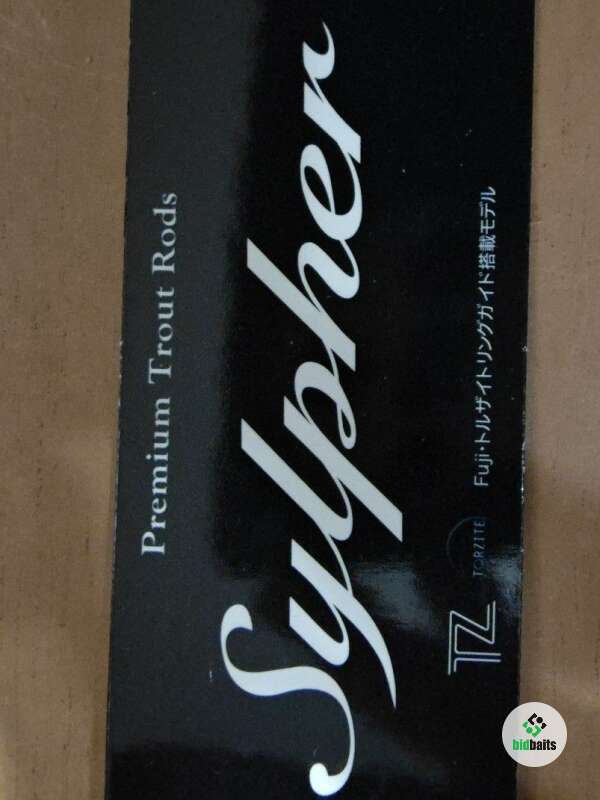 Premium Trout Rods
Sylpher
TZ TORZITE Fuji・トルザイトリングガイド搭載モデル
bidbaits